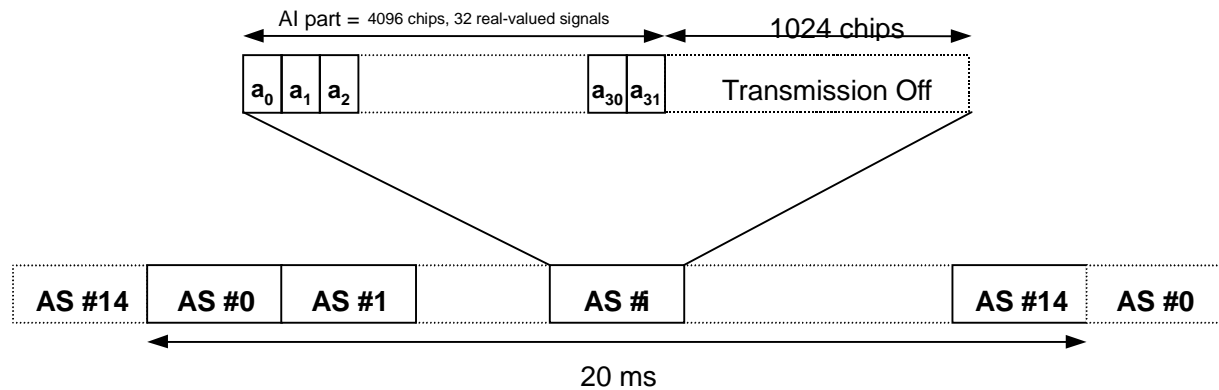 AI part = 4096 chips, 32 real-valued signals
1024 chips
a0 a1 a2 a30 a31 Transmission Off
AS #14 AS #0 AS #1 AS #i AS #14 AS #0
20 ms